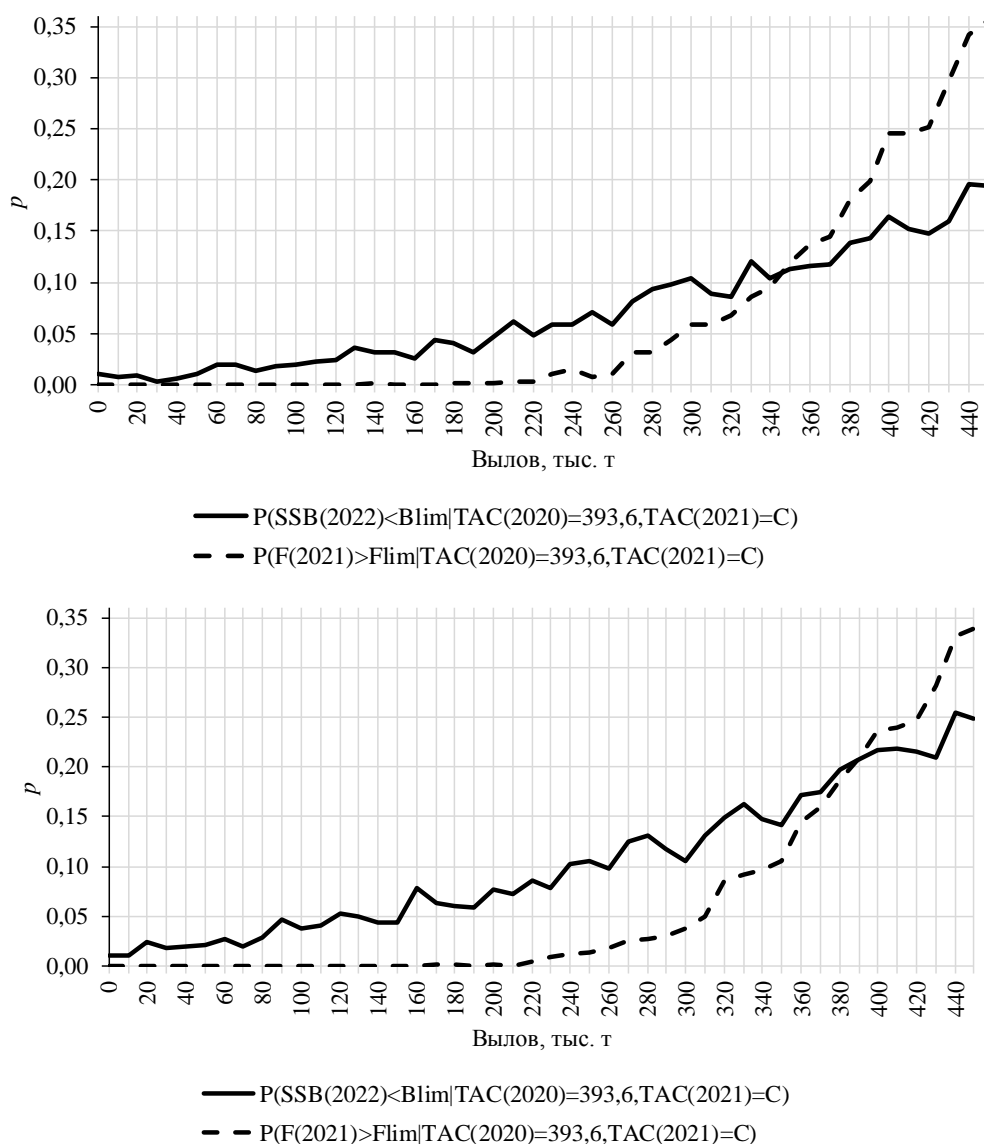 0,35
0,30
0,25
0,20
0,15
0,10
0,05
0,00
p
0 20 40 60 80 100 120 140 160 180 200 220 240 260 280 300 320 340 360 380 400 420 440
Вылов, тыс. т
P(SSB(2022)<Blim|TAC(2020)=393,6,TAC(2021)=C)
P(F(2021)>Flim|TAC(2020)=393,6,TAC(2021)=C)
0,35
0,30
0,25
0,20
0,15
0,10
0,05
0,00
p
0 20 40 60 80 100 120 140 160 180 200 220 240 260 280 300 320 340 360 380 400 420 440
Вылов, тыс. т
P(SSB(2022)<Blim|TAC(2020)=393,6,TAC(2021)=C)
P(F(2021)>Flim|TAC(2020)=393,6,TAC(2021)=C)